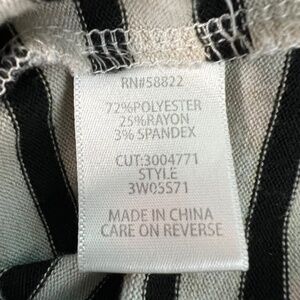 RN#58822
72%POLYESTER
25%RAYON
3% SPANDEX
CUT:3004771
STYLE
3W05S71
MADE IN CHINA
CARE ON REVERSE